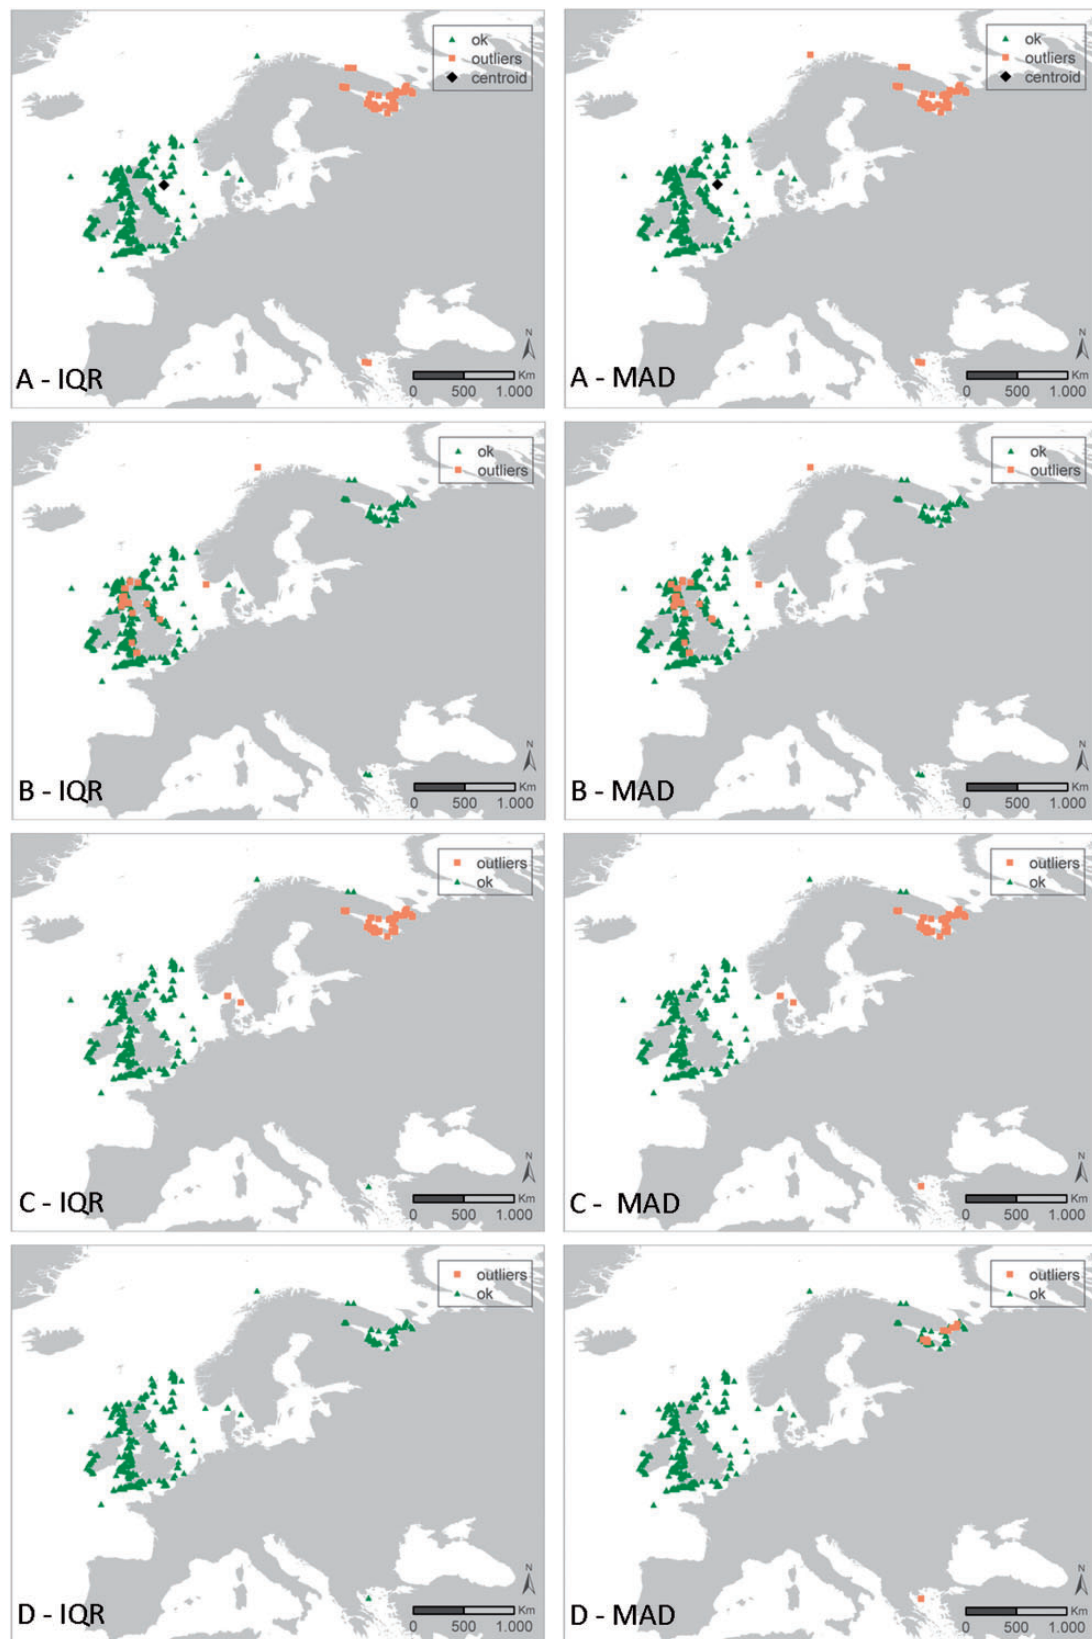 ok
outliers
centroid
N
Km
0 500 1.000
A - IQR
ok
outliers
centroid
N
Km
0 500 1.000
A - MAD
ok
outliers
N
Km
0 500 1.000
B - IQR
ok
outliers
N
Km
0 500 1.000
B - MAD
outliers
ok
N
Km
0 500 1.000
C - IQR
outliers
ok
N
Km
0 500 1.000
C - MAD
outliers
ok
N
Km
0 500 1.000
D - IQR
outliers
ok
N
Km
0 500 1.000
D - MAD